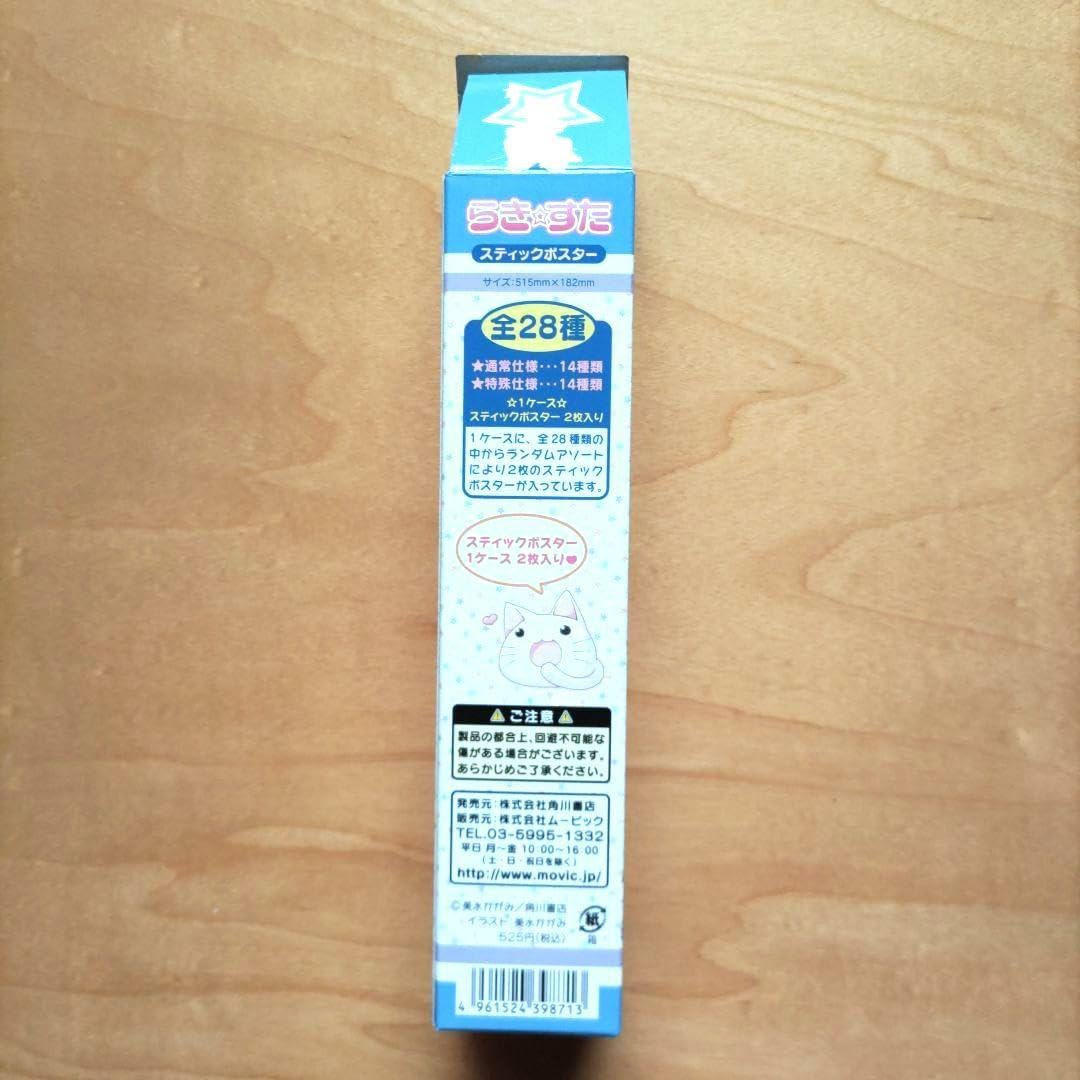 らき☆すた
スティックポスター
サイズ:515mm×182mm
全28種
★通常仕様･･･14種類
★特殊仕様･･･14種類
☆1ケース☆
スティックポスター 2枚入り
1ケースに、全28種類の
中からランダムアソート
により2枚のスティック
ポスターが入っています。
スティックポスター
1ケース 2枚入り♥
⚠ご注意⚠
製品の都合上、回避不可能な
傷がある場合がございます。
あらかじめご了承ください。
発売元:株式会社角川書店
販売元:株式会社ムービック
TEL.03-5995-1332
平日 月～金 10:00～16:00
(土・日・祝日を除く)
http://www.movic.jp/
©美水かがみ/角川書店
イラスト 美水かがみ
525円(税込)
紙
箱
4 961524 398713